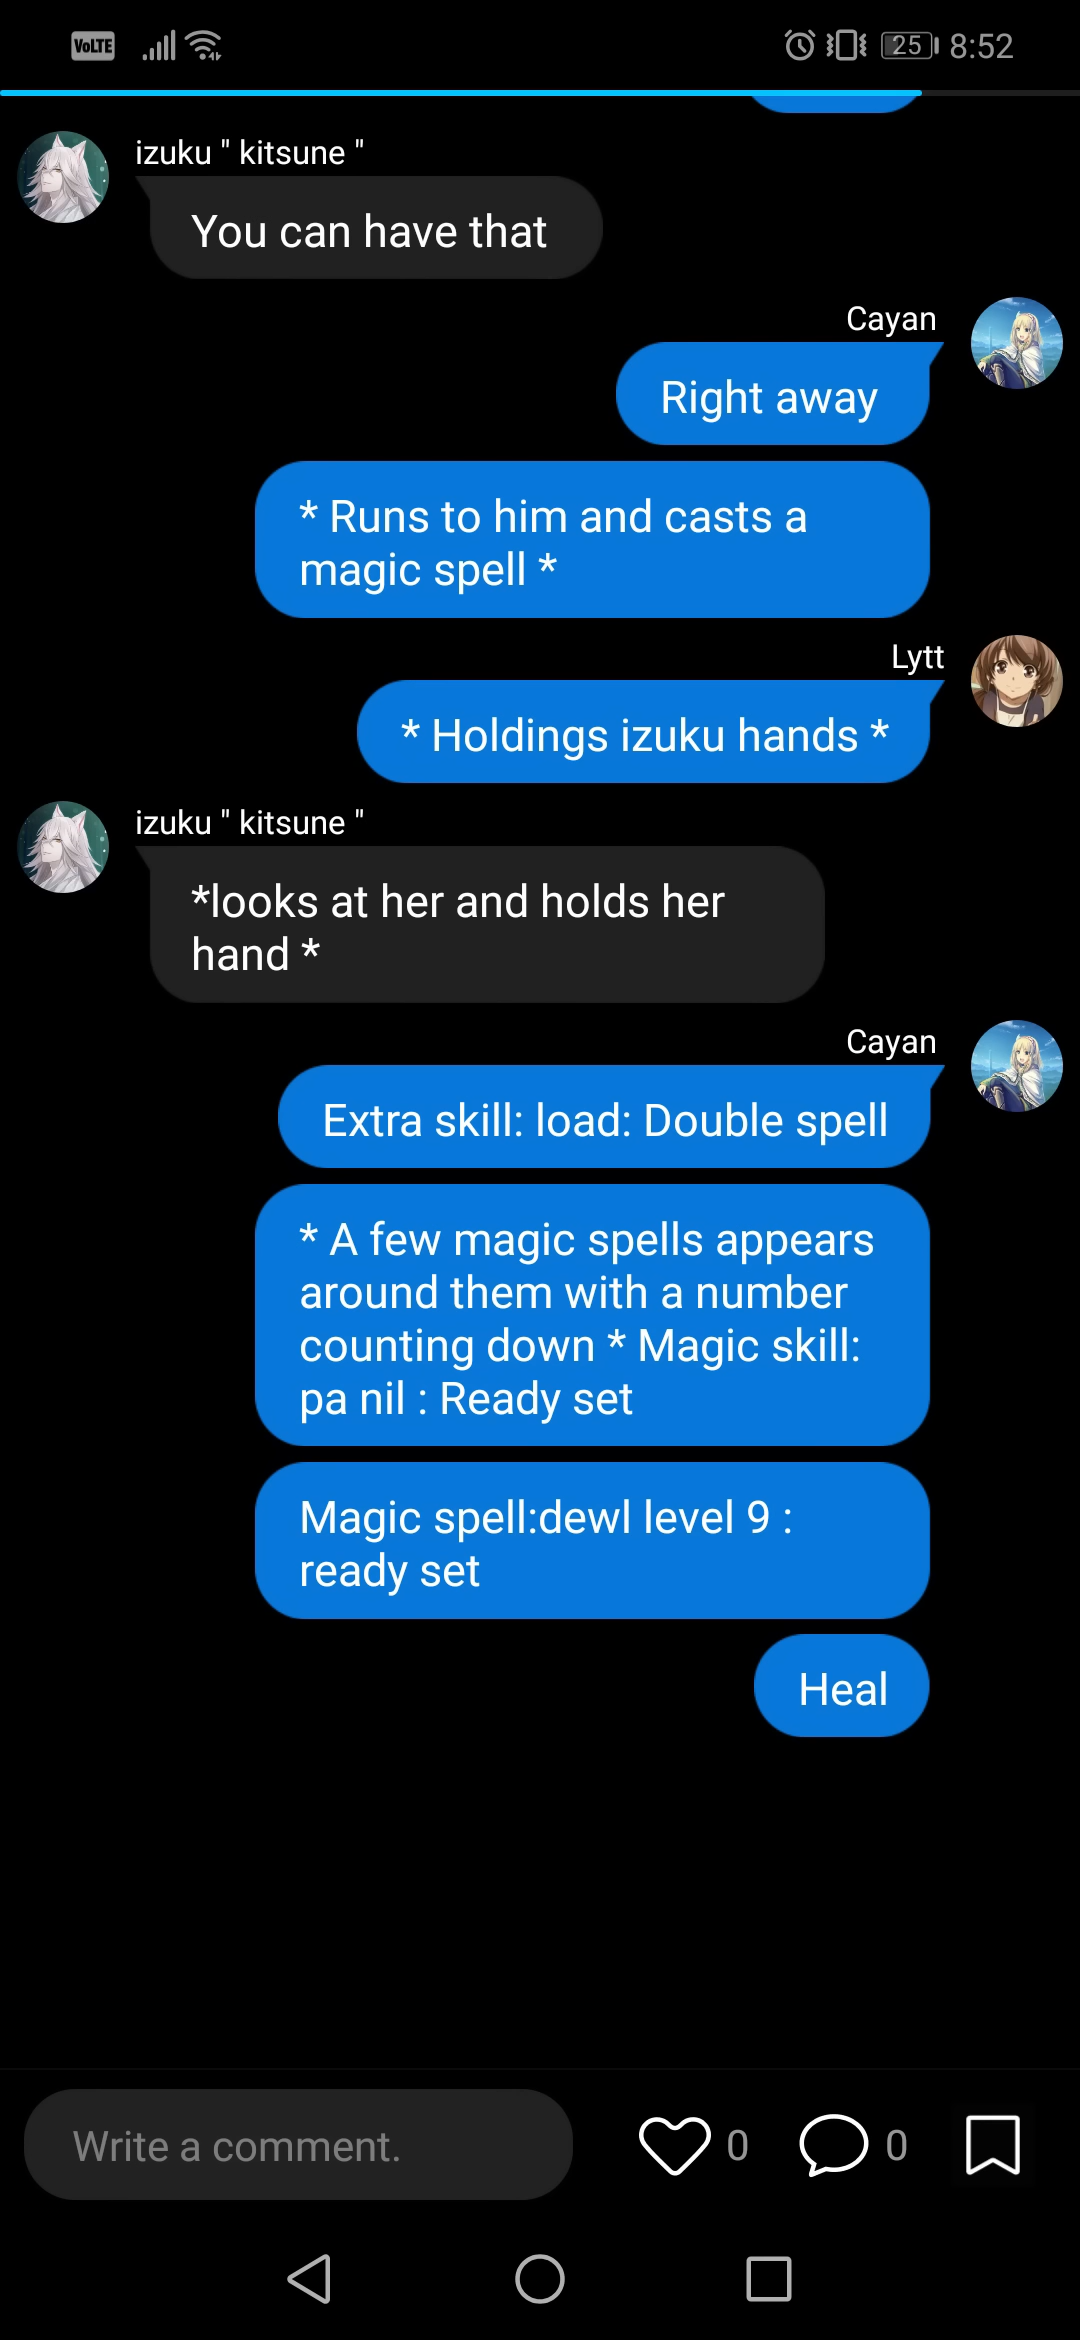 VoLTE 25 8:52
izuku " kitsune "
You can have that
Cayan
Right away
* Runs to him and casts a
magic spell *
Lytt
* Holdings izuku hands *
izuku " kitsune "
*looks at her and holds her
hand *
Cayan
Extra skill: load: Double spell
* A few magic spells appears
around them with a number
counting down * Magic skill:
pa nil : Ready set
Magic spell:dewl level 9 :
ready set
Heal
Write a comment. 0 0